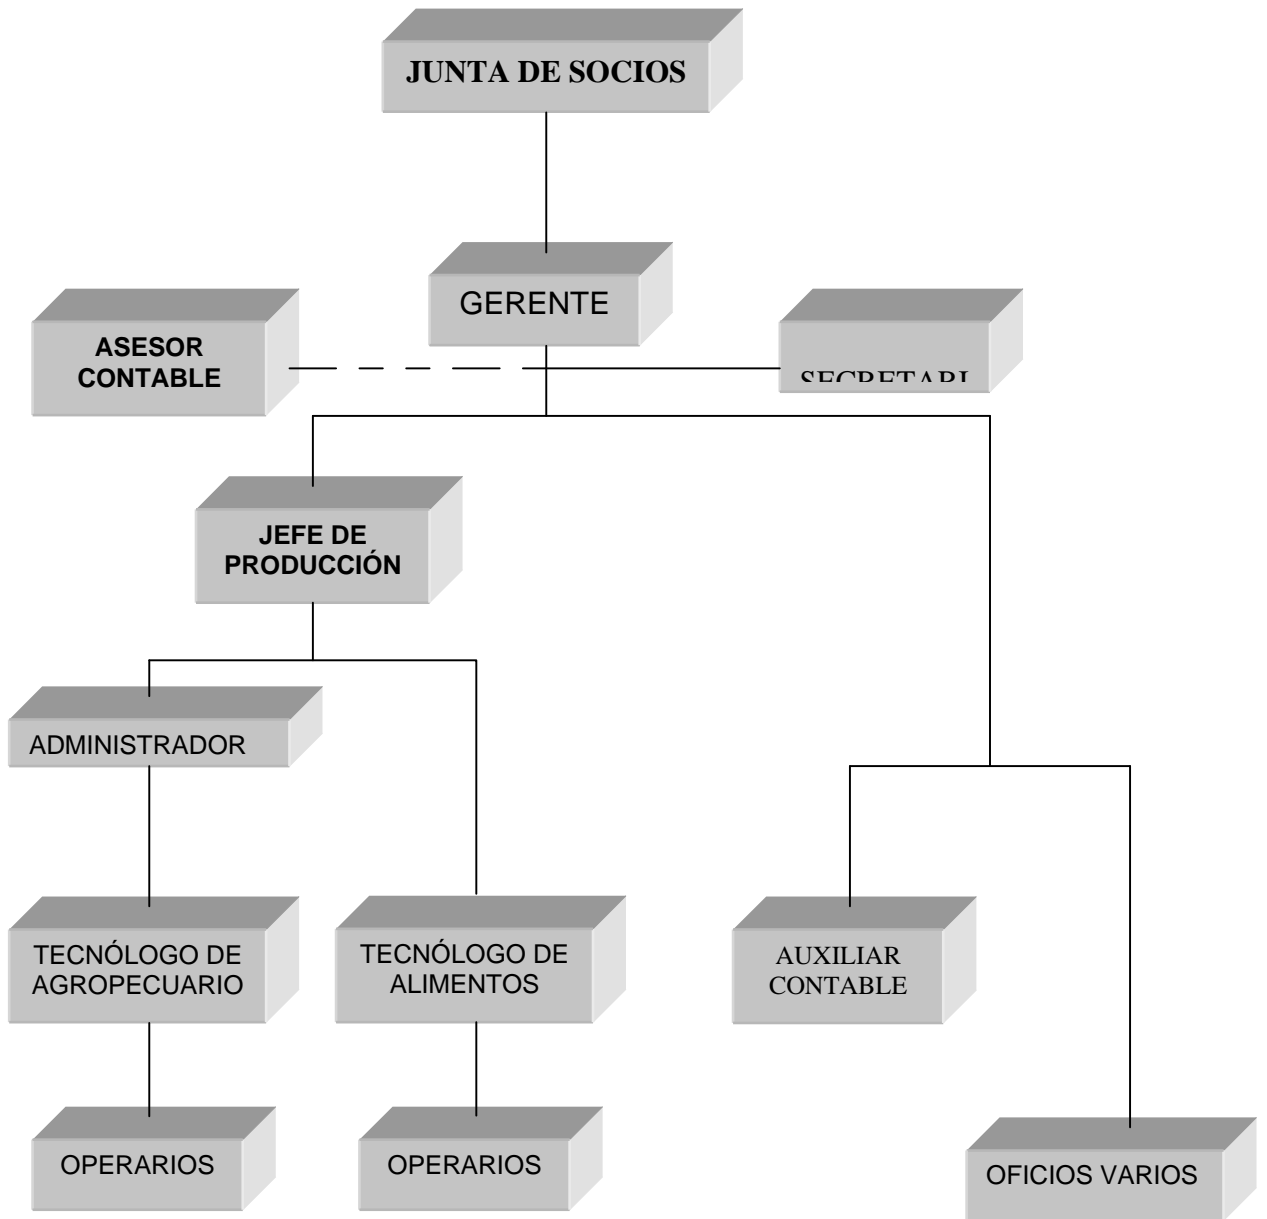 JUNTA DE SOCIOS
GERENTE
ASESOR
CONTABLE
SECRETARI
JEFE DE
PRODUCCIÓN
ADMINISTRADOR
TECNÓLOGO DE
AGROPECUARIO
TECNÓLOGO DE
ALIMENTOS
AUXILIAR
CONTABLE
OPERARIOS
OPERARIOS
OFICIOS VARIOS